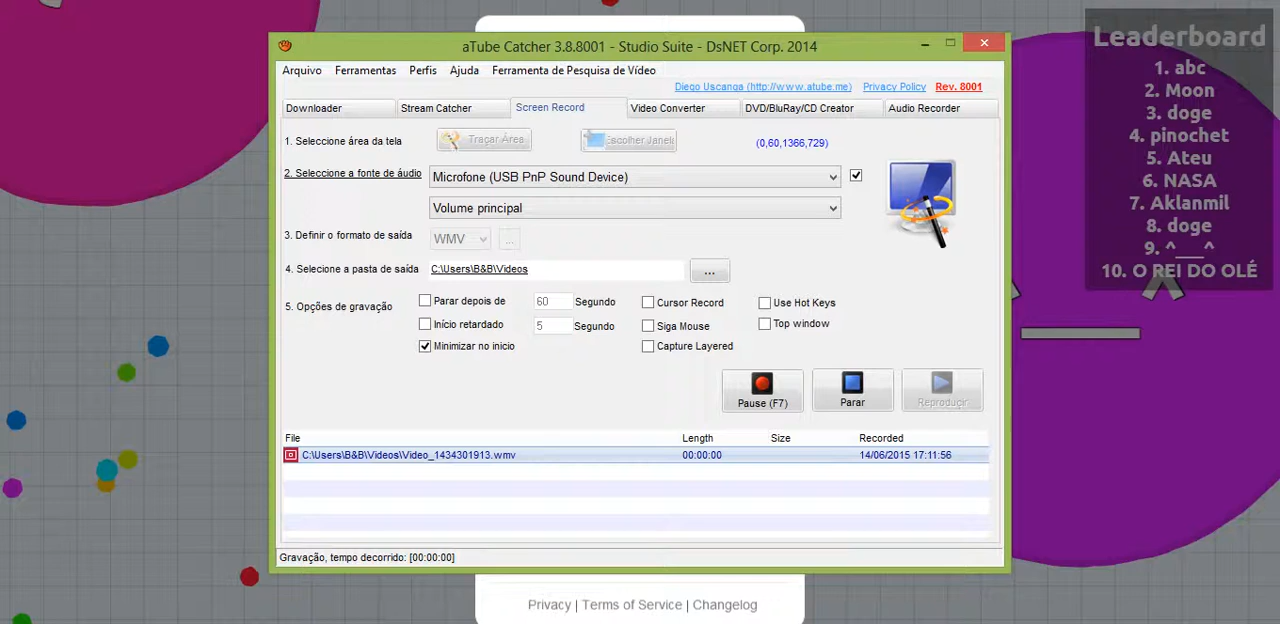 aTube Catcher 3.8.8001 - Studio Suite - DsNET Corp. 2014
Arquivo Ferramentas Perfis Ajuda Ferramenta de Pesquisa de Vídeo
Diego Uscanga (http://www.atube.me) Privacy Policy Rev. 8001
Downloader Stream Catcher Screen Record Video Converter DVD/BluRay/CD Creator Audio Recorder
1. Seleccione área da tela Traçar Área Escolher Janela (0,60,1366,729)
2. Seleccione a fonte de áudio Microfone (USB PnP Sound Device)
Volume principal
3. Definir o formato de saída WMV ...
4. Selecione a pasta de saída C:\Users\B&B\Videos ...
5. Opções de gravação
Parar depois de 60 Segundo Cursor Record Use Hot Keys
Início retardado 5 Segundo Siga Mouse Top window
Minimizar no inicio Capture Layered
Pause (F7) Parar Reproduçir
File Length Size Recorded
C:\Users\B&B\Videos\Video_1434301913.wmv 00:00:00 14/06/2015 17:11:56
Gravação, tempo decorrido: [00:00:00]
Privacy | Terms of Service | Changelog
Leaderboard
1. abc
2. Moon
3. doge
4. pinochet
5. Ateu
6. NASA
7. Aklanmil
8. doge
9. ^___^
10. O REI DO OLÉ